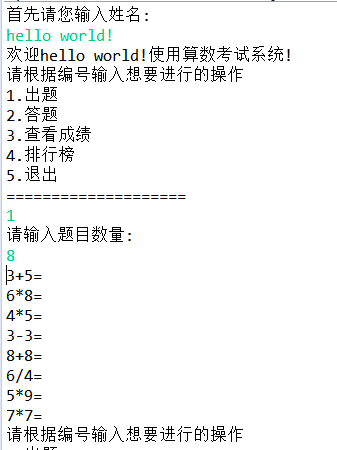 首先请您输入姓名:
hello world!
欢迎hello world!使用算数考试系统!
请根据编号输入想要进行的操作
1.出题
2.答题
3.查看成绩
4.排行榜
5.退出
====================
1
请输入题目数量:
8
3+5=
6*8=
4*5=
3-3=
8+8=
6/4=
5*9=
7*7=
请根据编号输入想要进行的操作